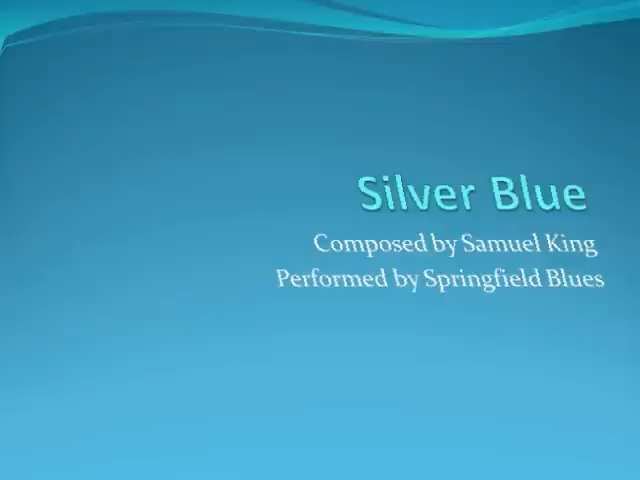 Silver Blue
Composed by Samuel King
Performed by Springfield Blues